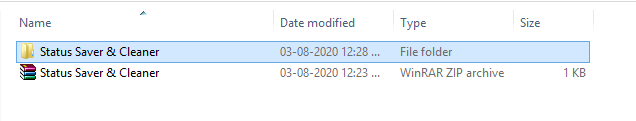 Name Date modified Type Size
Status Saver & Cleaner 03-08-2020 12:28 ... File folder
Status Saver & Cleaner 03-08-2020 12:23 ... WinRAR ZIP archive 1 KB